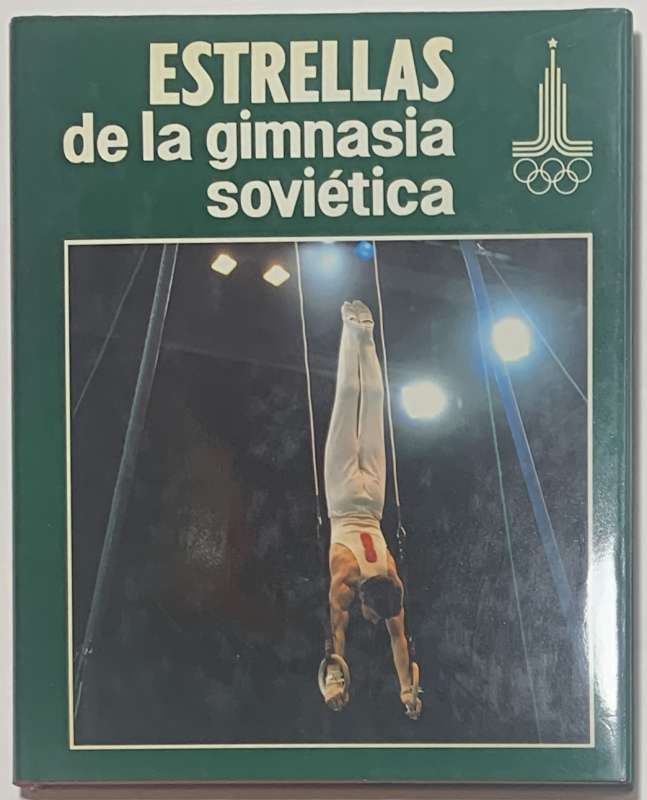 ESTRELLAS
de la gimnasia
soviética